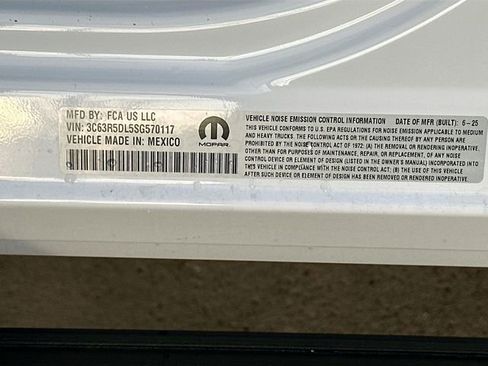 MFD BY: FCA US LLC
VIN: 3C63R5DL5SG570117
VEHICLE MADE IN: MEXICO
MOPAR
VEHICLE NOISE EMISSION CONTROL INFORMATION DATE OF MFR (BUILT): 6-25
THIS VEHICLE CONFORMS TO U.S. EPA REGULATIONS FOR NOISE EMISSION APPLICABLE TO MEDIUM
AND HEAVY TRUCKS. THE FOLLOWING ACTS OR THE CAUSING THEREOF BY ANY PERSON ARE
PROHIBITED BY THE NOISE CONTROL ACT OF 1972: (A) THE REMOVAL OR RENDERING INOPERATIVE,
OTHER THAN FOR PURPOSES OF MAINTENANCE, REPAIR, OR REPLACEMENT, OF ANY NOISE
CONTROL DEVICE OR ELEMENT OF DESIGN (LISTED IN THE OWNER'S MANUAL) INCORPORATED INTO
THIS VEHICLE IN COMPLIANCE WITH THE NOISE CONTROL ACT; (B) THE USE OF THIS VEHICLE
AFTER SUCH DEVICE OR ELEMENT OF DESIGN HAS BEEN REMOVED OR RENDERED INOPERATIVE